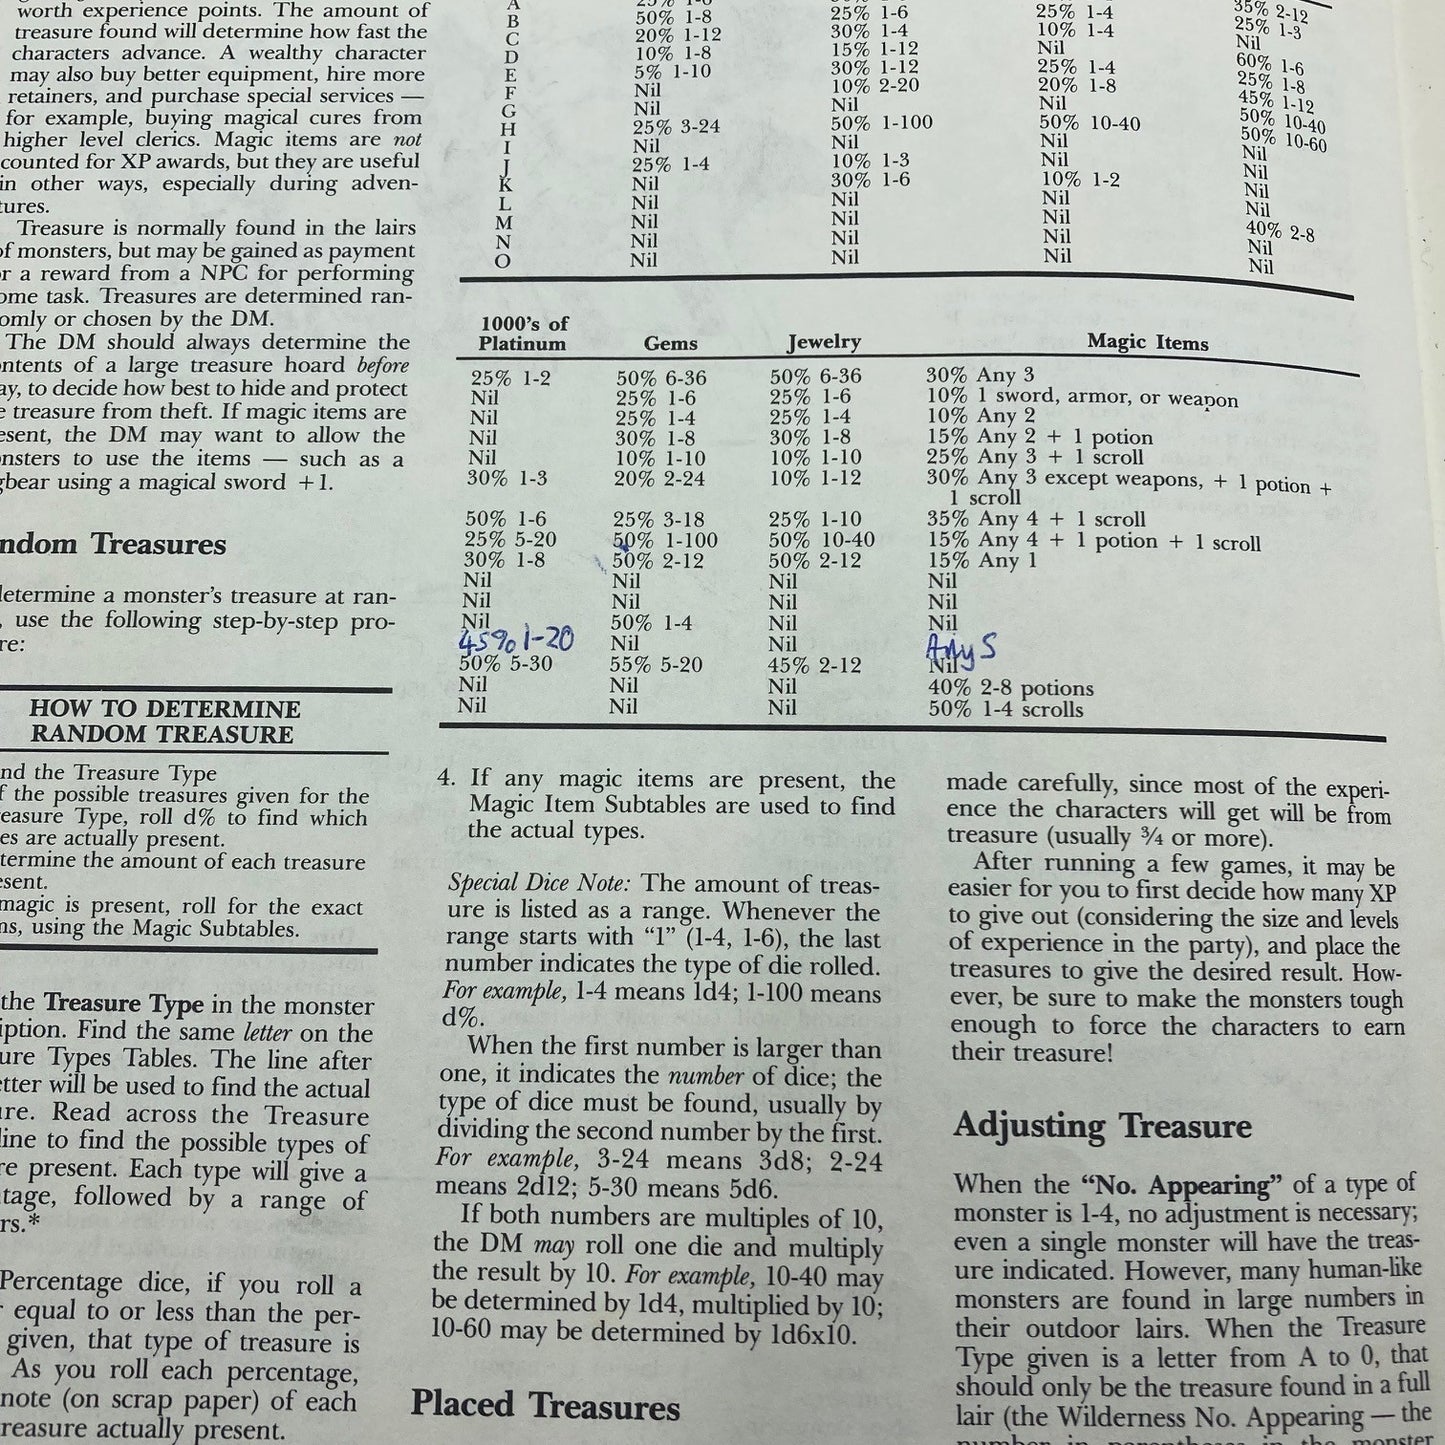 worth experience points. The amount of
treasure found will determine how fast the
characters advance. A wealthy character
may also buy better equipment, hire more
retainers, and purchase special services —
for example, buying magical cures from
higher level clerics. Magic items are not
counted for XP awards, but they are useful
in other ways, especially during adven-
tures.
Treasure is normally found in the lairs
of monsters, but may be gained as payment
or a reward from a NPC for performing
ome task. Treasures are determined ran-
omly or chosen by the DM.
The DM should always determine the
ontents of a large treasure hoard before
ay, to decide how best to hide and protect
e treasure from theft. If magic items are
esent, the DM may want to allow the
onsters to use the items — such as a
gbear using a magical sword +1.
ndom Treasures
determine a monster's treasure at ran-
, use the following step-by-step pro-
re:
HOW TO DETERMINE
RANDOM TREASURE
nd the Treasure Type
f the possible treasures given for the
reasure Type, roll d% to find which
es are actually present.
termine the amount of each treasure
esent.
magic is present, roll for the exact
ns, using the Magic Subtables.
the Treasure Type in the monster
iption. Find the same letter on the
ure Types Tables. The line after
etter will be used to find the actual
ure. Read across the Treasure
line to find the possible types of
re present. Each type will give a
tage, followed by a range of
rs.*
Percentage dice, if you roll a
r equal to or less than the per-
given, that type of treasure is
As you roll each percentage,
note (on scrap paper) of each
reasure actually present.
A 35% 2-12
B 50% 1-8 25% 1-6 25% 1-4 25% 1-3
C 20% 1-12 30% 1-4 10% 1-4 Nil
D 10% 1-8 15% 1-12 Nil 60% 1-6
E 5% 1-10 30% 1-12 25% 1-4 25% 1-8
F Nil 10% 2-20 20% 1-8 45% 1-12
G Nil Nil Nil 50% 10-40
H 25% 3-24 50% 1-100 50% 10-40 50% 10-60
I Nil Nil Nil Nil
J 25% 1-4 10% 1-3 Nil Nil
K Nil 30% 1-6 10% 1-2 Nil
L Nil Nil Nil Nil
M Nil Nil Nil 40% 2-8
N Nil Nil Nil Nil
O Nil Nil Nil Nil
1000's of
Platinum Gems Jewelry Magic Items
25% 1-2 50% 6-36 50% 6-36 30% Any 3
Nil 25% 1-6 25% 1-6 10% 1 sword, armor, or weapon
Nil 25% 1-4 25% 1-4 10% Any 2
Nil 30% 1-8 30% 1-8 15% Any 2 + 1 potion
Nil 10% 1-10 10% 1-10 25% Any 3 + 1 scroll
30% 1-3 20% 2-24 10% 1-12 30% Any 3 except weapons, + 1 potion +
1 scroll
50% 1-6 25% 3-18 25% 1-10 35% Any 4 + 1 scroll
25% 5-20 50% 1-100 50% 10-40 15% Any 4 + 1 potion + 1 scroll
30% 1-8 50% 2-12 50% 2-12 15% Any 1
Nil Nil Nil Nil
Nil Nil Nil Nil
Nil 50% 1-4 Nil Nil
45% 1-20 Nil Nil Any 5
50% 5-30 55% 5-20 45% 2-12 Nil
Nil Nil Nil 40% 2-8 potions
Nil Nil Nil 50% 1-4 scrolls
4. If any magic items are present, the
Magic Item Subtables are used to find
the actual types.
Special Dice Note: The amount of treas-
ure is listed as a range. Whenever the
range starts with "1" (1-4, 1-6), the last
number indicates the type of die rolled.
For example, 1-4 means 1d4; 1-100 means
d%.
When the first number is larger than
one, it indicates the number of dice; the
type of dice must be found, usually by
dividing the second number by the first.
For example, 3-24 means 3d8; 2-24
means 2d12; 5-30 means 5d6.
If both numbers are multiples of 10,
the DM may roll one die and multiply
the result by 10. For example, 10-40 may
be determined by 1d4, multiplied by 10;
10-60 may be determined by 1d6x10.
Placed Treasures
made carefully, since most of the experi-
ence the characters will get will be from
treasure (usually ¾ or more).
After running a few games, it may be
easier for you to first decide how many XP
to give out (considering the size and levels
of experience in the party), and place the
treasures to give the desired result. How-
ever, be sure to make the monsters tough
enough to force the characters to earn
their treasure!
Adjusting Treasure
When the "No. Appearing" of a type of
monster is 1-4, no adjustment is necessary;
even a single monster will have the treas-
ure indicated. However, many human-like
monsters are found in large numbers in
their outdoor lairs. When the Treasure
Type given is a letter from A to 0, that
should only be the treasure found in a full
lair (the Wilderness No. Appearing — the